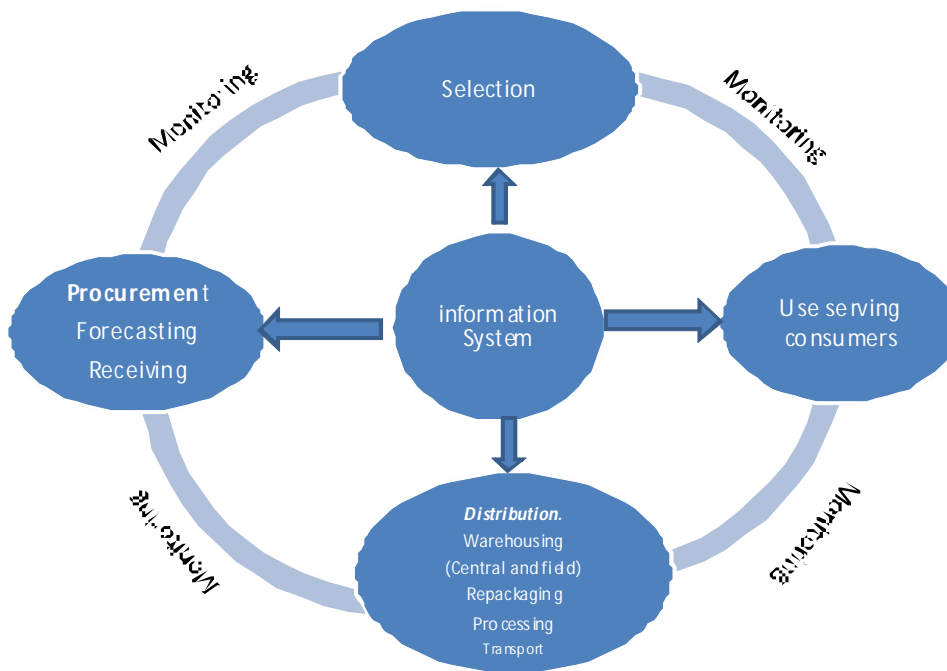 Selection
Monitoring
Monitoring
Procurement
Forecasting
Receiving
information
System
Use serving
consumers
Distribution.
Warehousing
(Central and field)
Repackaging
Processing
Transport
Monitoring
Monitoring